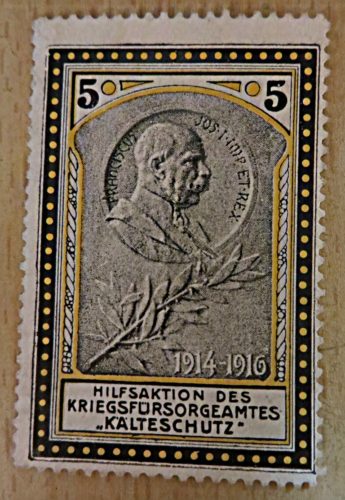 5 5
FRANCISCVS
JOS·I·IMP·ET·REX·
1914-1916
HILFSAKTION DES
KRIEGSFÜRSORGEAMTES
„KÄLTESCHUTZ"